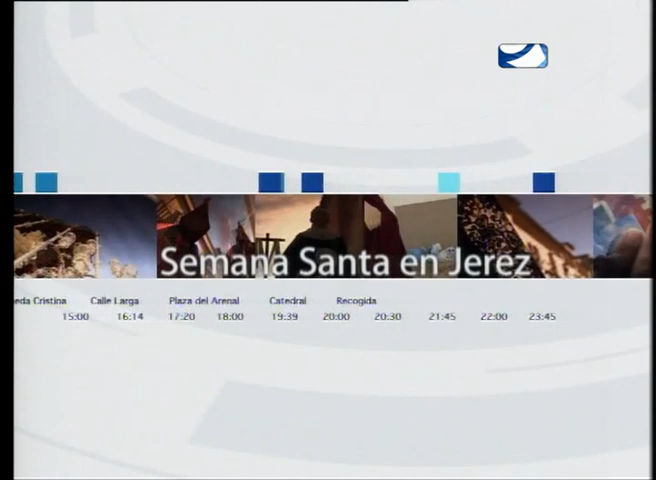 Semana Santa en Jerez
eda Cristina Calle Larga Plaza del Arenal Catedral Recogida
15:00 16:14 17:20 18:00 19:39 20:00 20:30 21:45 22:00 23:45